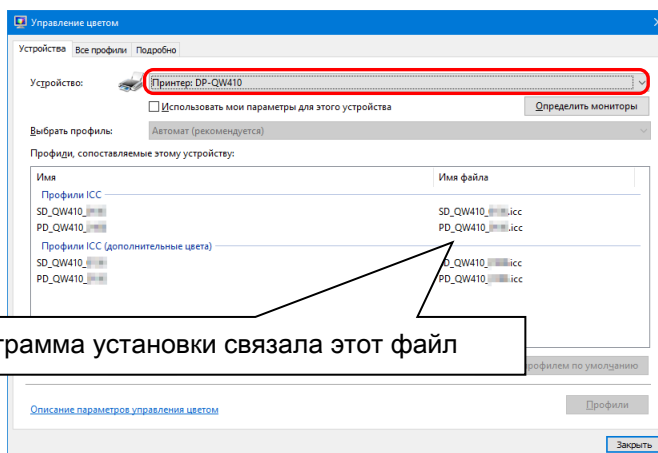 Управление цветом
Устройства Все профили Подробно
Устройство: Принтер: DP-QW410
Использовать мои параметры для этого устройства Определить мониторы
Выбрать профиль: Автомат (рекомендуется)
Профили, сопоставляемые этому устройству:
Имя Имя файла
Профили ICC
SD_QW410_ SD_QW410_ .icc
PD_QW410_ PD_QW410_ .icc
Профили ICC (дополнительные цвета)
SD_QW410_ D_QW410_ icc
PD_QW410_ PD_QW410_ icc
грамма установки связала этот файл
рофилем по умолчанию
Описание параметров управления цветом Профили
Закрыть